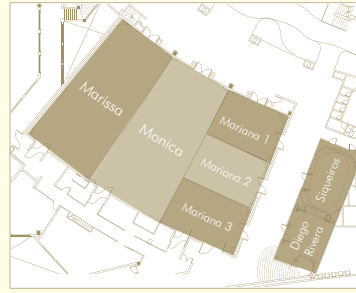 Marissa
Monica
Mariana 1
Mariana 2
Mariana 3
Siqueiros
Diego
Rivera